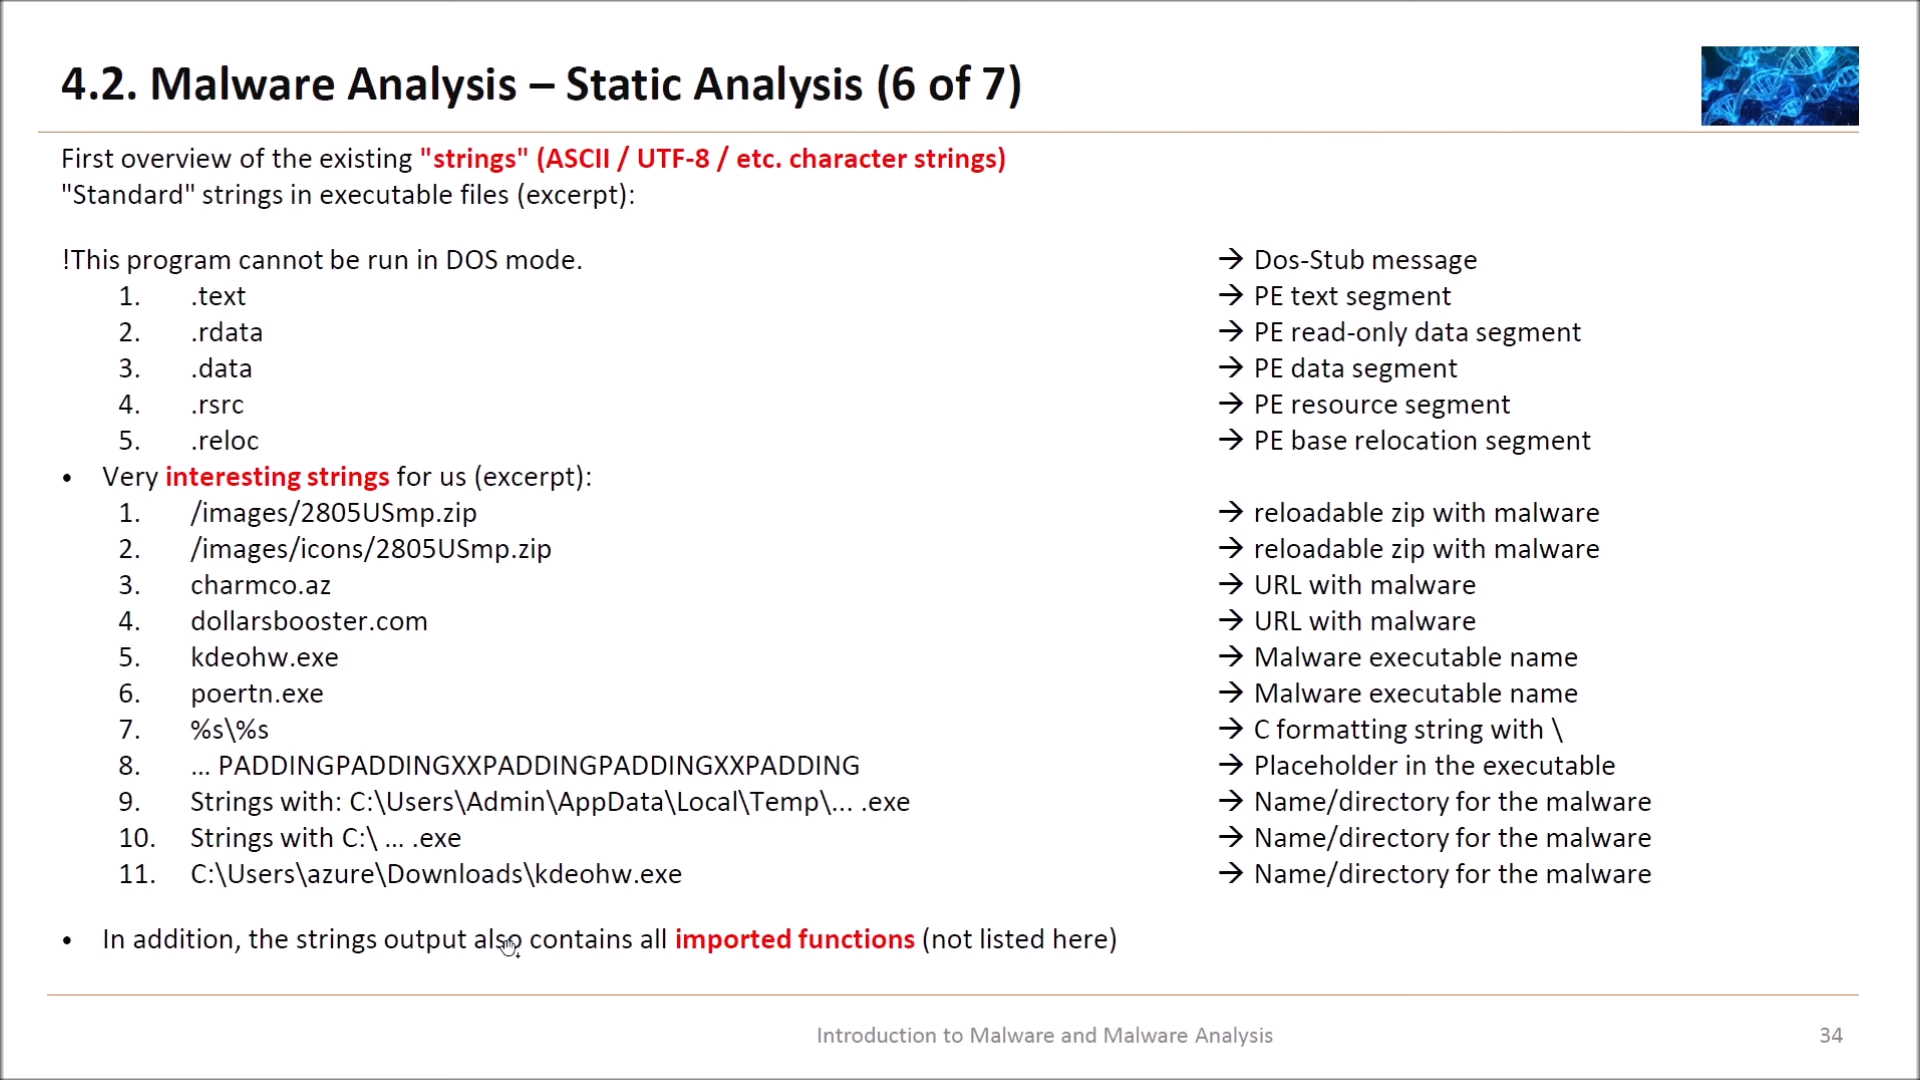 4.2. Malware Analysis – Static Analysis (6 of 7)
First overview of the existing "strings" (ASCII / UTF-8 / etc. character strings)
"Standard" strings in executable files (excerpt):
!This program cannot be run in DOS mode. → Dos-Stub message
1. .text → PE text segment
2. .rdata → PE read-only data segment
3. .data → PE data segment
4. .rsrc → PE resource segment
5. .reloc → PE base relocation segment
• Very interesting strings for us (excerpt):
1. /images/2805USmp.zip → reloadable zip with malware
2. /images/icons/2805USmp.zip → reloadable zip with malware
3. charmco.az → URL with malware
4. dollarsbooster.com → URL with malware
5. kdeohw.exe → Malware executable name
6. poertn.exe → Malware executable name
7. %s\%s → C formatting string with \
8. ... PADDINGPADDINGXXPADDINGPADDINGXXPADDING → Placeholder in the executable
9. Strings with: C:\Users\Admin\AppData\Local\Temp\... .exe → Name/directory for the malware
10. Strings with C:\ ... .exe → Name/directory for the malware
11. C:\Users\azure\Downloads\kdeohw.exe → Name/directory for the malware
• In addition, the strings output also contains all imported functions (not listed here)
Introduction to Malware and Malware Analysis 34